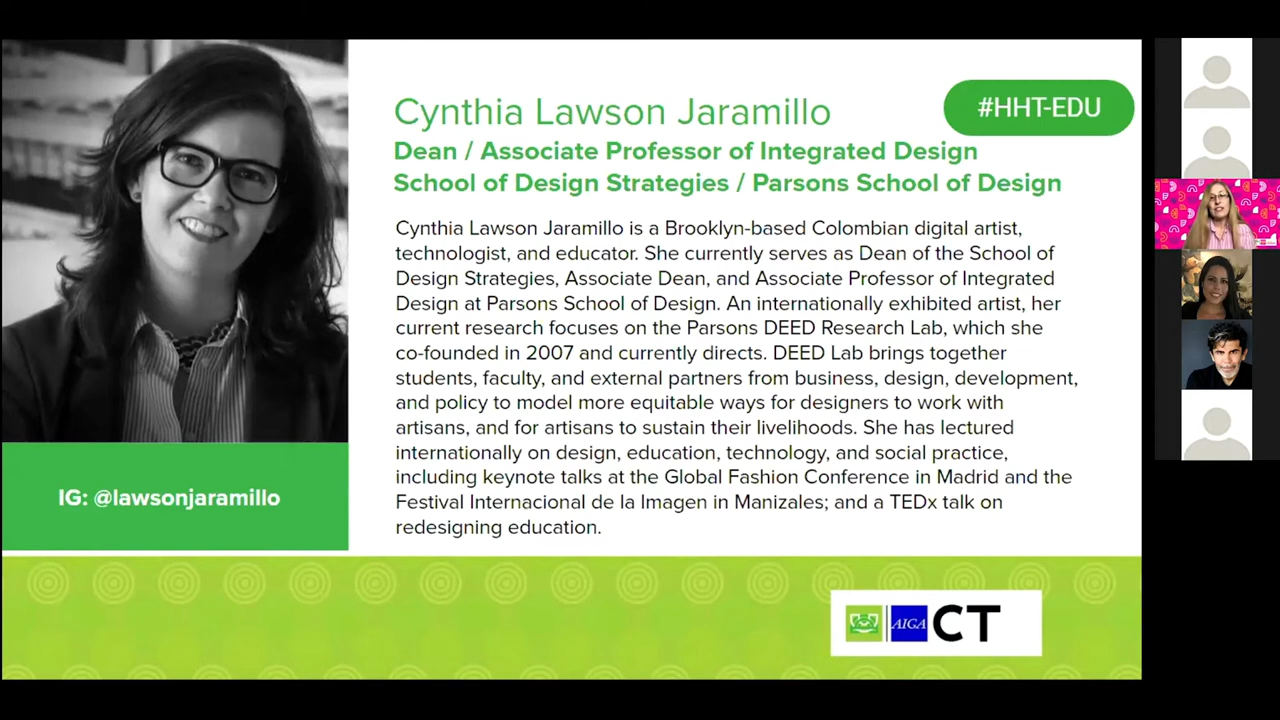 Cynthia Lawson Jaramillo
#HHT-EDU
Dean / Associate Professor of Integrated Design
School of Design Strategies / Parsons School of Design
Cynthia Lawson Jaramillo is a Brooklyn-based Colombian digital artist,
technologist, and educator. She currently serves as Dean of the School of
Design Strategies, Associate Dean, and Associate Professor of Integrated
Design at Parsons School of Design. An internationally exhibited artist, her
current research focuses on the Parsons DEED Research Lab, which she
co-founded in 2007 and currently directs. DEED Lab brings together
students, faculty, and external partners from business, design, development,
and policy to model more equitable ways for designers to work with
artisans, and for artisans to sustain their livelihoods. She has lectured
internationally on design, education, technology, and social practice,
including keynote talks at the Global Fashion Conference in Madrid and the
Festival Internacional de la Imagen in Manizales; and a TEDx talk on
redesigning education.
IG: @lawsonjaramillo
AIGA CT